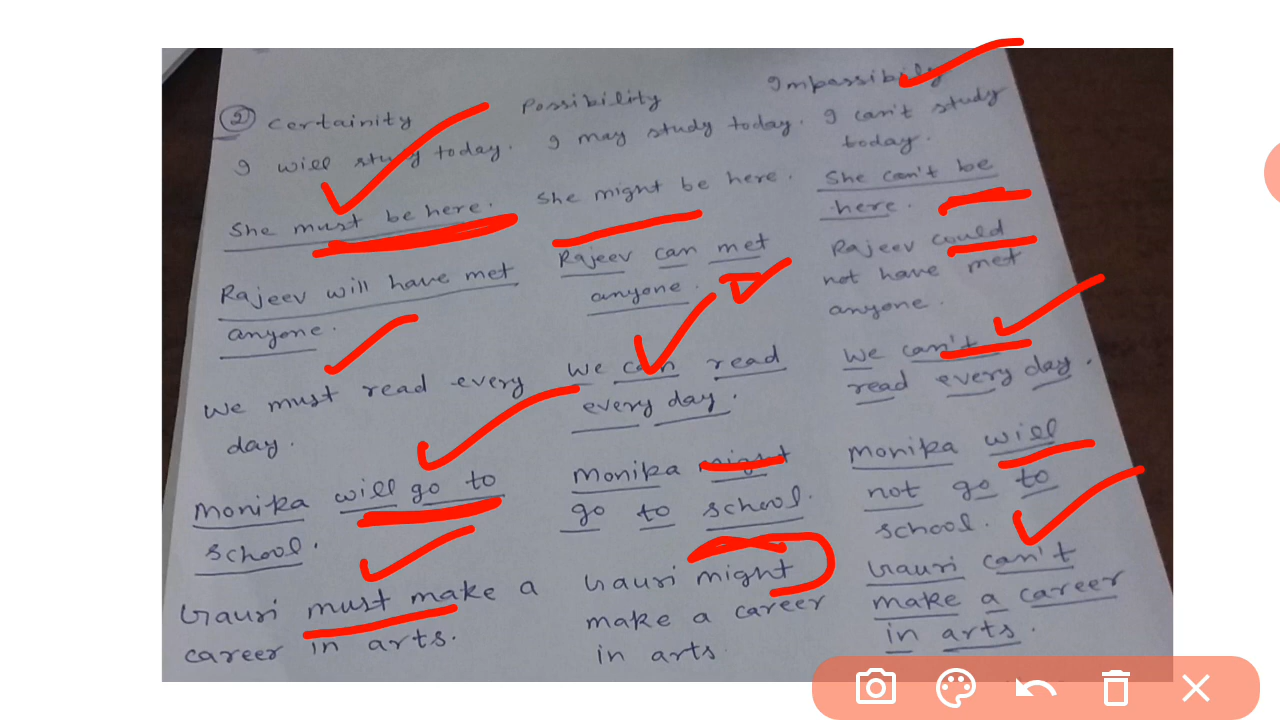 ② Certainity Possibility Impassibily
I will study today. I may study today. I can't study today.
She must be here. She might be here. She can't be here.
Rajeev will have met anyone. Rajeev can met anyone. Rajeev could not have met anyone.
We must read every day. We can read every day. We can't read every day.
Monika will go to school. Monika might go to school. Monika will not go to school.
Gauri must make a career in arts. Gauri might make a career in arts Gauri can't make a career in arts.